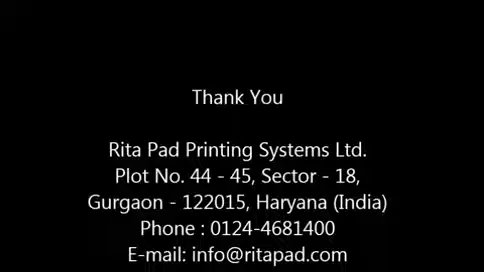 Thank You
Rita Pad Printing Systems Ltd.
Plot No. 44 - 45, Sector - 18,
Gurgaon - 122015, Haryana (India)
Phone : 0124-4681400
E-mail: info@ritapad.com